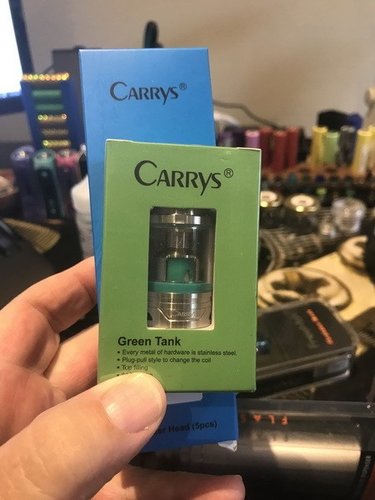 CARRYS®
CARRYS®
Green Tank
• Every metal of hardware is stainless steel.
• Plug-pull style to change the coil
• Top filling
Head (5pcs)